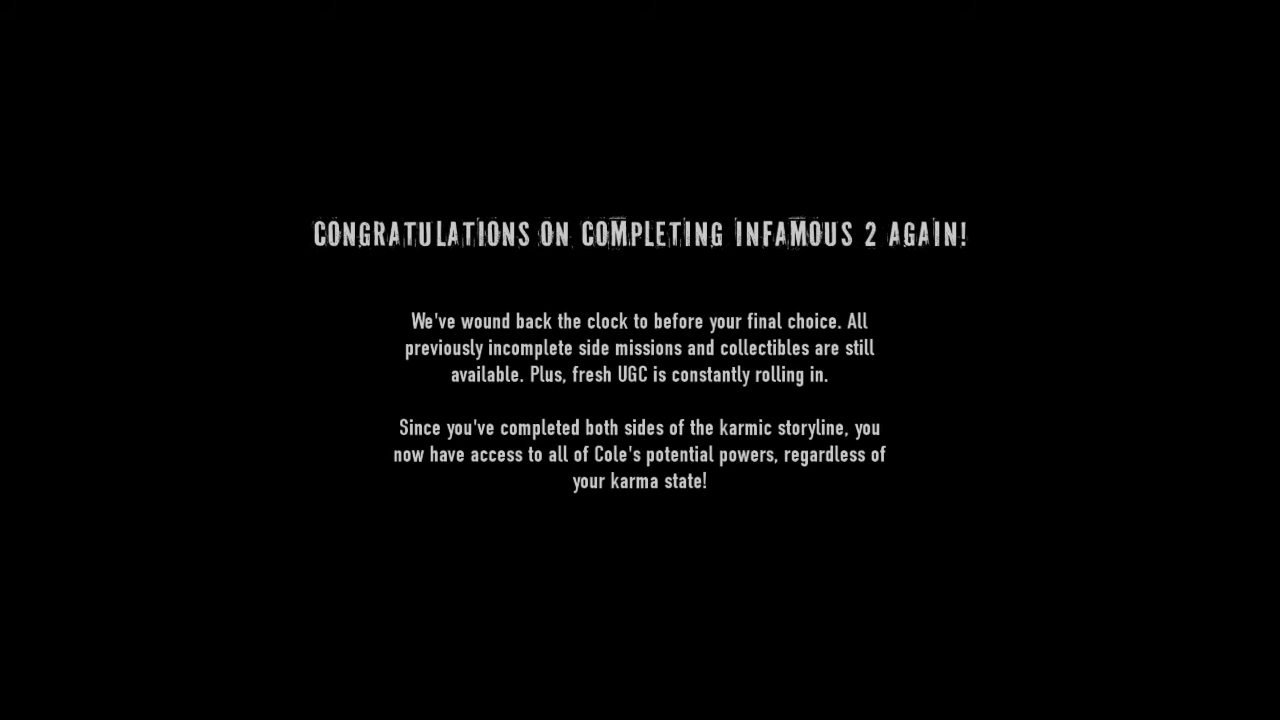 CONGRATULATIONS ON COMPLETING INFAMOUS 2 AGAIN!
We've wound back the clock to before your final choice. All
previously incomplete side missions and collectibles are still
available. Plus, fresh UGC is constantly rolling in.
Since you've completed both sides of the karmic storyline, you
now have access to all of Cole's potential powers, regardless of
your karma state!